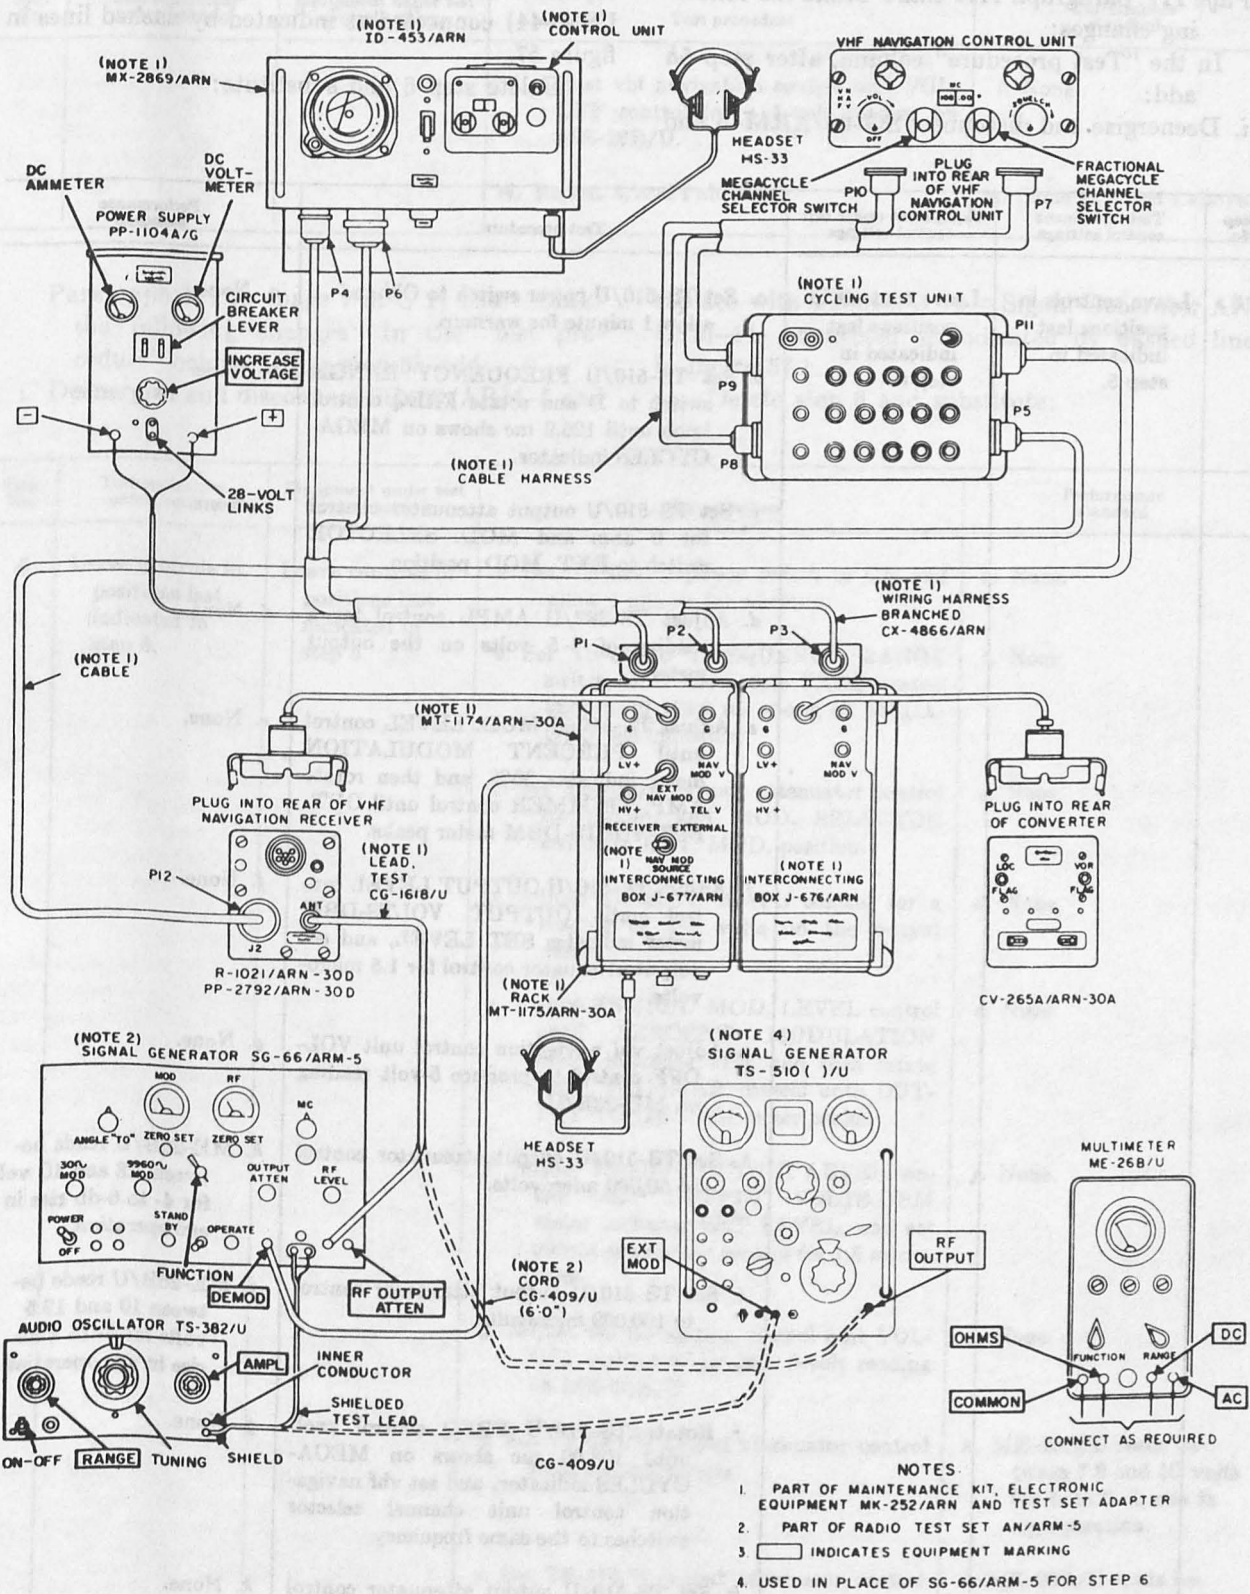 (NOTE 1)
ID-453/ARN
(NOTE 1)
CONTROL UNIT
(NOTE 1)
MX-2869/ARN
VHF NAVIGATION CONTROL UNIT
VOL
OFF
MC
SQUELCH
HEADSET
HS-33
MEGACYCLE
CHANNEL
SELECTOR SWITCH
P10
PLUG
INTO REAR
OF VHF
NAVIGATION
CONTROL UNIT
P7
FRACTIONAL
MEGACYCLE
CHANNEL
SELECTOR
SWITCH
DC
AMMETER
DC
VOLT-
METER
POWER SUPPLY
PP-1104A/G
P4
P6
CIRCUIT
BREAKER
LEVER
INCREASE
VOLTAGE
-
+
28-VOLT
LINKS
(NOTE 1)
CYCLING TEST UNIT
P11
P9
P5
P8
(NOTE 1)
CABLE HARNESS
(NOTE 1)
WIRING HARNESS
BRANCHED
CX-4866/ARN
P1
P2
P3
(NOTE 1)
CABLE
(NOTE 1)
MT-1174/ARN-30A
6
6
6
6
LV+
NAV
MOD V
LV+
NAV
MOD V
EXT
NAV MOD
HV+
TEL V
HV+
RECEIVER EXTERNAL
NAV MOD
SOURCE
(NOTE
1)
INTERCONNECTING
BOX J-677/ARN
(NOTE 1)
INTERCONNECTING
BOX J-676/ARN
PLUG INTO REAR OF VHF
NAVIGATION RECEIVER
(NOTE 1)
LEAD,
TEST
CG-1618/U
P12
ANT
J2
R-1021/ARN-30D
PP-2792/ARN-30D
PLUG INTO REAR
OF CONVERTER
LOC
FLAG
VOR
FLAG
CV-265A/ARN-30A
(NOTE 1)
RACK
MT-1175/ARN-30A
(NOTE 2)
SIGNAL GENERATOR SG-66/ARM-5
MOD
RF
MC
ANGLE "TO"
ZERO SET
ZERO SET
30∿
MOD
9960∿
MOD
OUTPUT
ATTEN
RF
LEVEL
POWER
OFF
STAND
BY
OPERATE
FUNCTION
DEMOD
RF OUTPUT
ATTEN
HEADSET
HS-33
(NOTE 4)
SIGNAL GENERATOR
TS-510( )/U
EXT
MOD
RF
OUTPUT
(NOTE 2)
CORD
CG-409/U
(6'0")
MULTIMETER
ME-26B/U
OHMS
DC
FUNCTION
RANGE
COMMON
AC
CONNECT AS REQUIRED
AUDIO OSCILLATOR TS-382/U
AMPL
INNER
CONDUCTOR
SHIELDED
TEST LEAD
ON-OFF
RANGE
TUNING
SHIELD
CG-409/U
NOTES
1. PART OF MAINTENANCE KIT, ELECTRONIC
EQUIPMENT MK-252/ARN AND TEST SET ADAPTER
2. PART OF RADIO TEST SET AN/ARM-5
3. INDICATES EQUIPMENT MARKING
4. USED IN PLACE OF SG-66/ARM-5 FOR STEP 6.